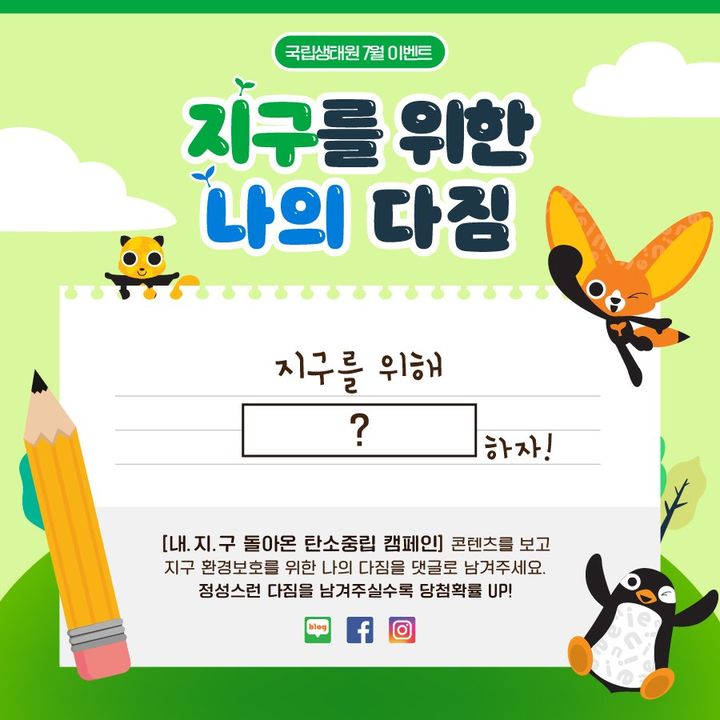 국립생태원 7월 이벤트
지구를 위한
나의 다짐
지구를 위해
?
하자!
[내.지.구 돌아온 탄소중립 캠페인] 콘텐츠를 보고
지구 환경보호를 위한 나의 다짐을 댓글로 남겨주세요.
정성스런 다짐을 남겨주실수록 당첨확률 UP!
blog